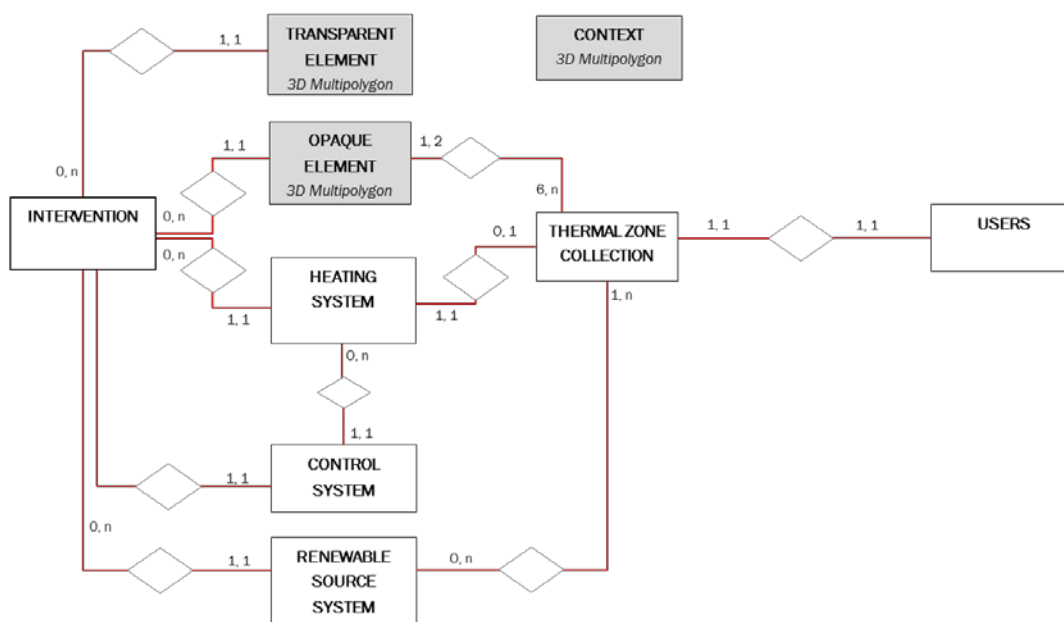 TRANSPARENT
ELEMENT
3D Multipolygon
CONTEXT
3D Multipolygon
1, 1
0, n
OPAQUE
ELEMENT
3D Multipolygon
1, 1
1, 2
0, n
6, n
INTERVENTION
0, n
THERMAL ZONE
COLLECTION
0, 1
1, 1
1, 1
USERS
HEATING
SYSTEM
1, 1
1, 1
1, n
0, n
1, 1
CONTROL
SYSTEM
1, 1
0, n
RENEWABLE
SOURCE
SYSTEM
1, 1
0, n